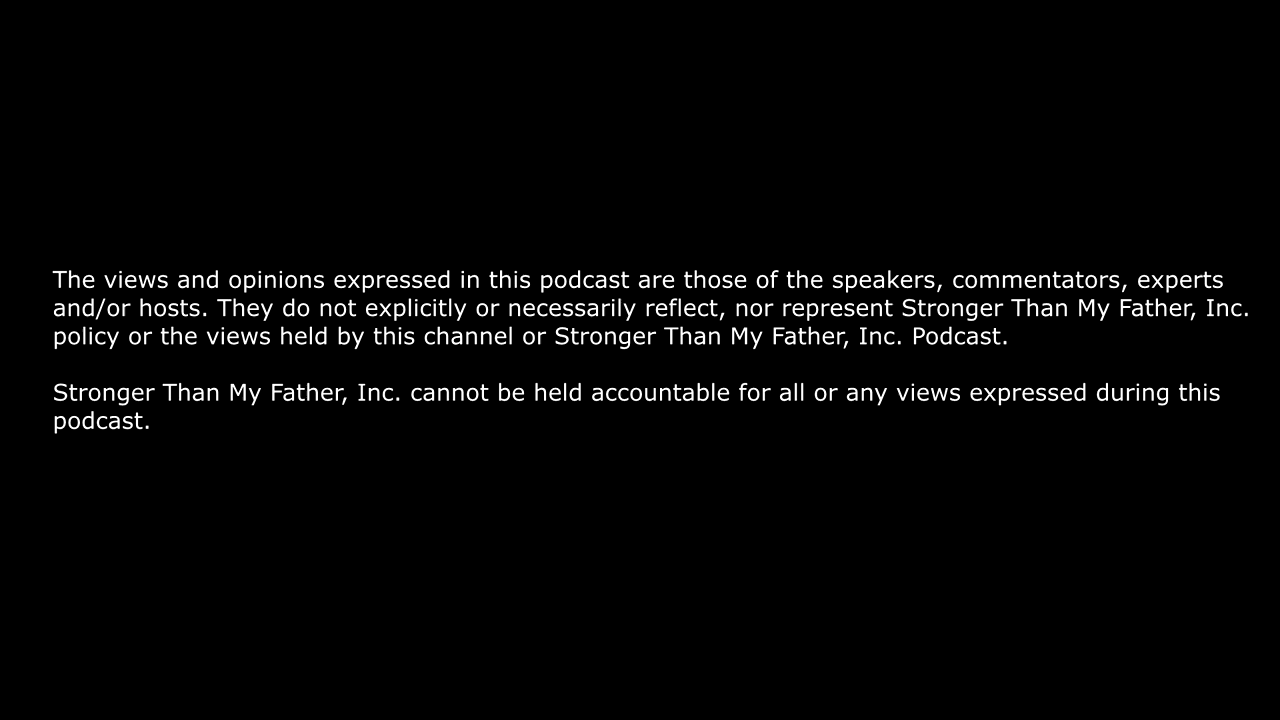 The views and opinions expressed in this podcast are those of the speakers, commentators, experts
and/or hosts. They do not explicitly or necessarily reflect, nor represent Stronger Than My Father, Inc.
policy or the views held by this channel or Stronger Than My Father, Inc. Podcast.
Stronger Than My Father, Inc. cannot be held accountable for all or any views expressed during this
podcast.